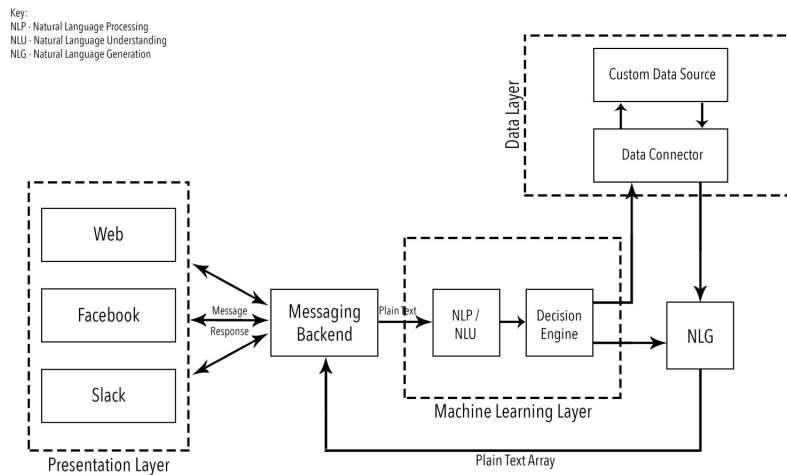 Key:
NLP - Natural Language Processing
NLU - Natural Language Understanding
NLG - Natural Language Generation
Custom Data Source
Data Layer
Data Connector
Web
Facebook
Slack
Presentation Layer
Message
Response
Messaging
Backend
Plain Text
NLP /
NLU
Decision
Engine
Machine Learning Layer
NLG
Plain Text Array